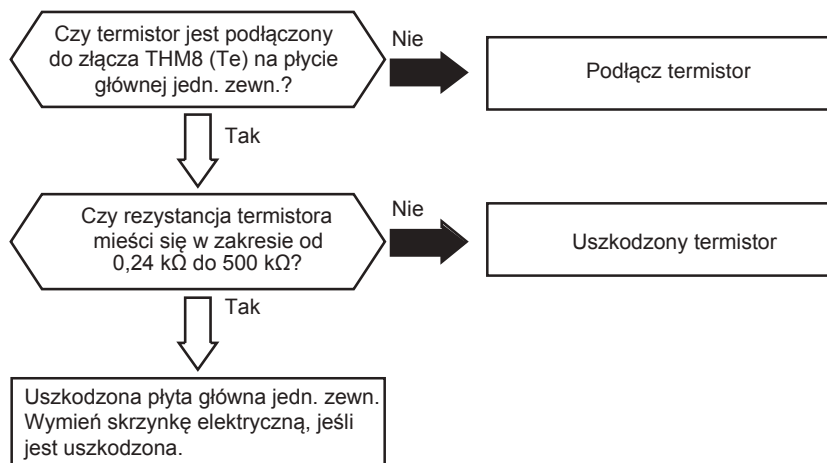 Czy termistor jest podłączony
do złącza THM8 (Te) na płycie
głównej jedn. zewn.?
Nie
Podłącz termistor
Tak
Czy rezystancja termistora
mieści się w zakresie od
0,24 kΩ do 500 kΩ?
Nie
Uszkodzony termistor
Tak
Uszkodzona płyta główna jedn. zewn.
Wymień skrzynkę elektryczną, jeśli
jest uszkodzona.